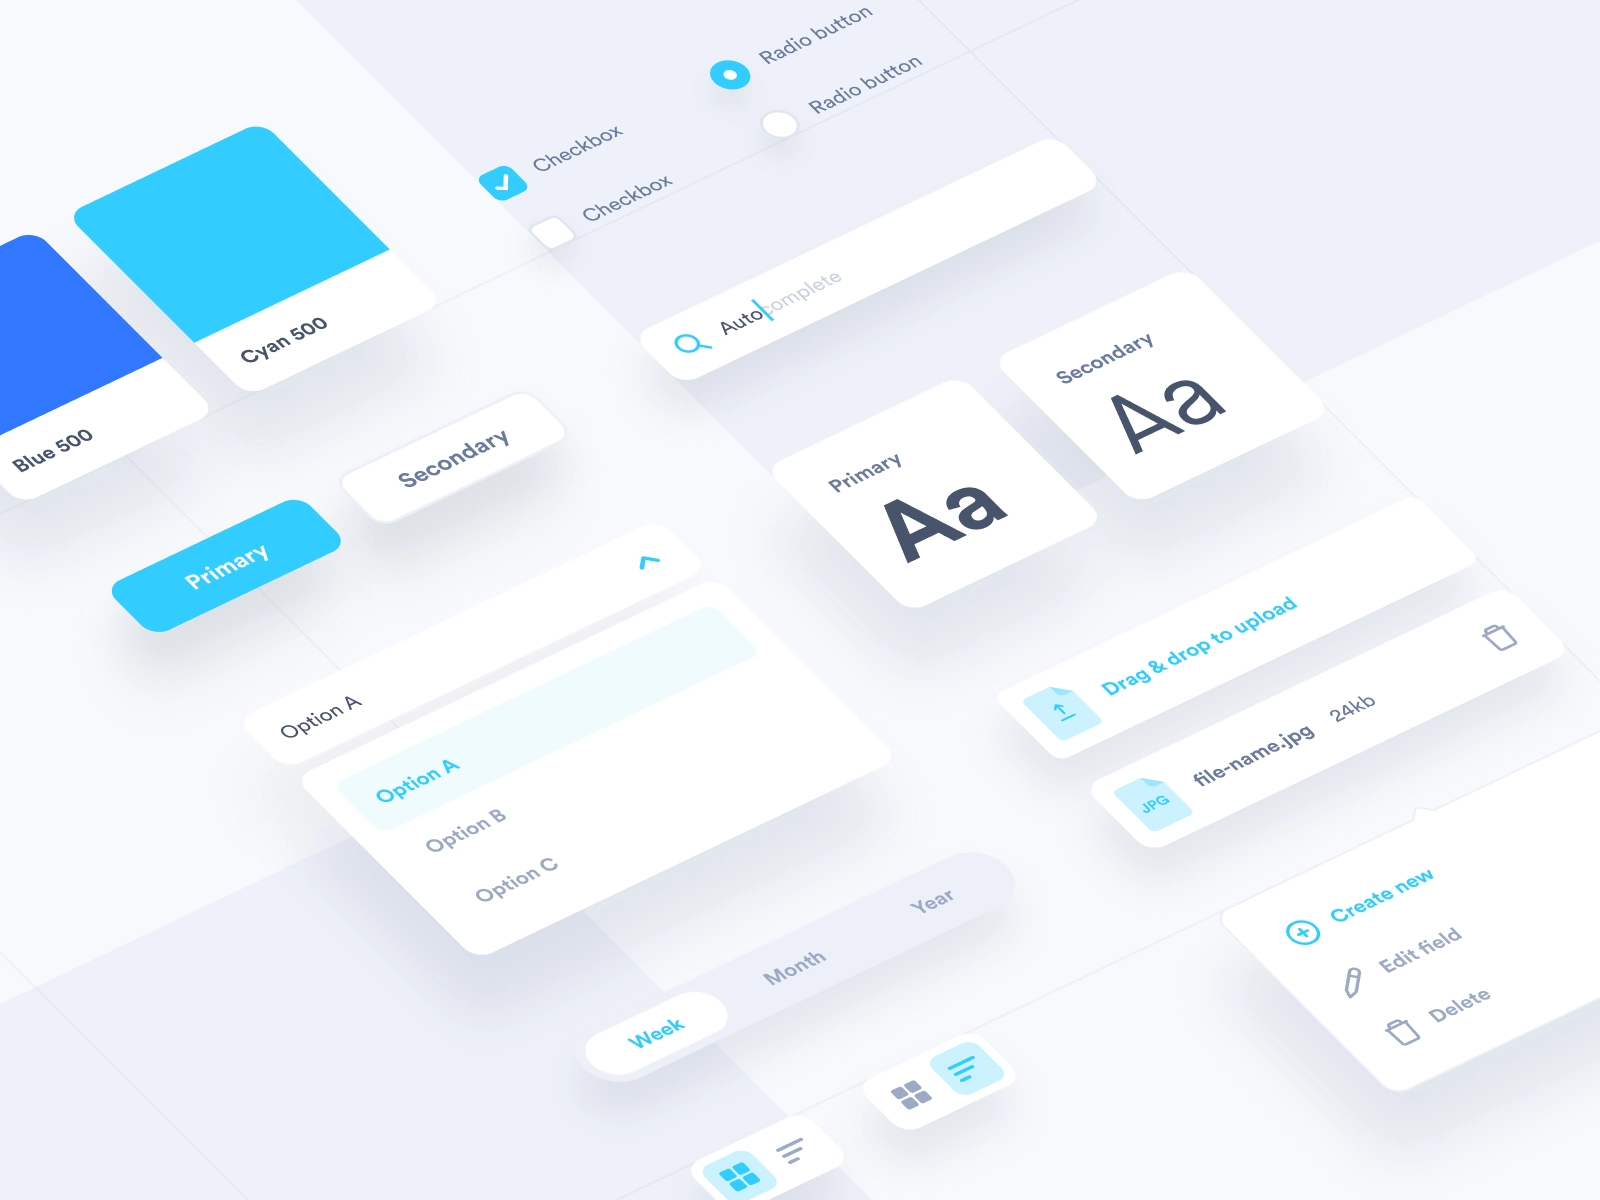 Radio button
Radio button
Checkbox
Checkbox
Autocomplete
Cyan 500
Blue 500
Secondary
Primary
Secondary
Aa
Primary
Aa
Option A
Option A
Option B
Option C
Drag & drop to upload
file-name.jpg 24kb
JPG
Week Month Year
Create new
Edit field
Delete